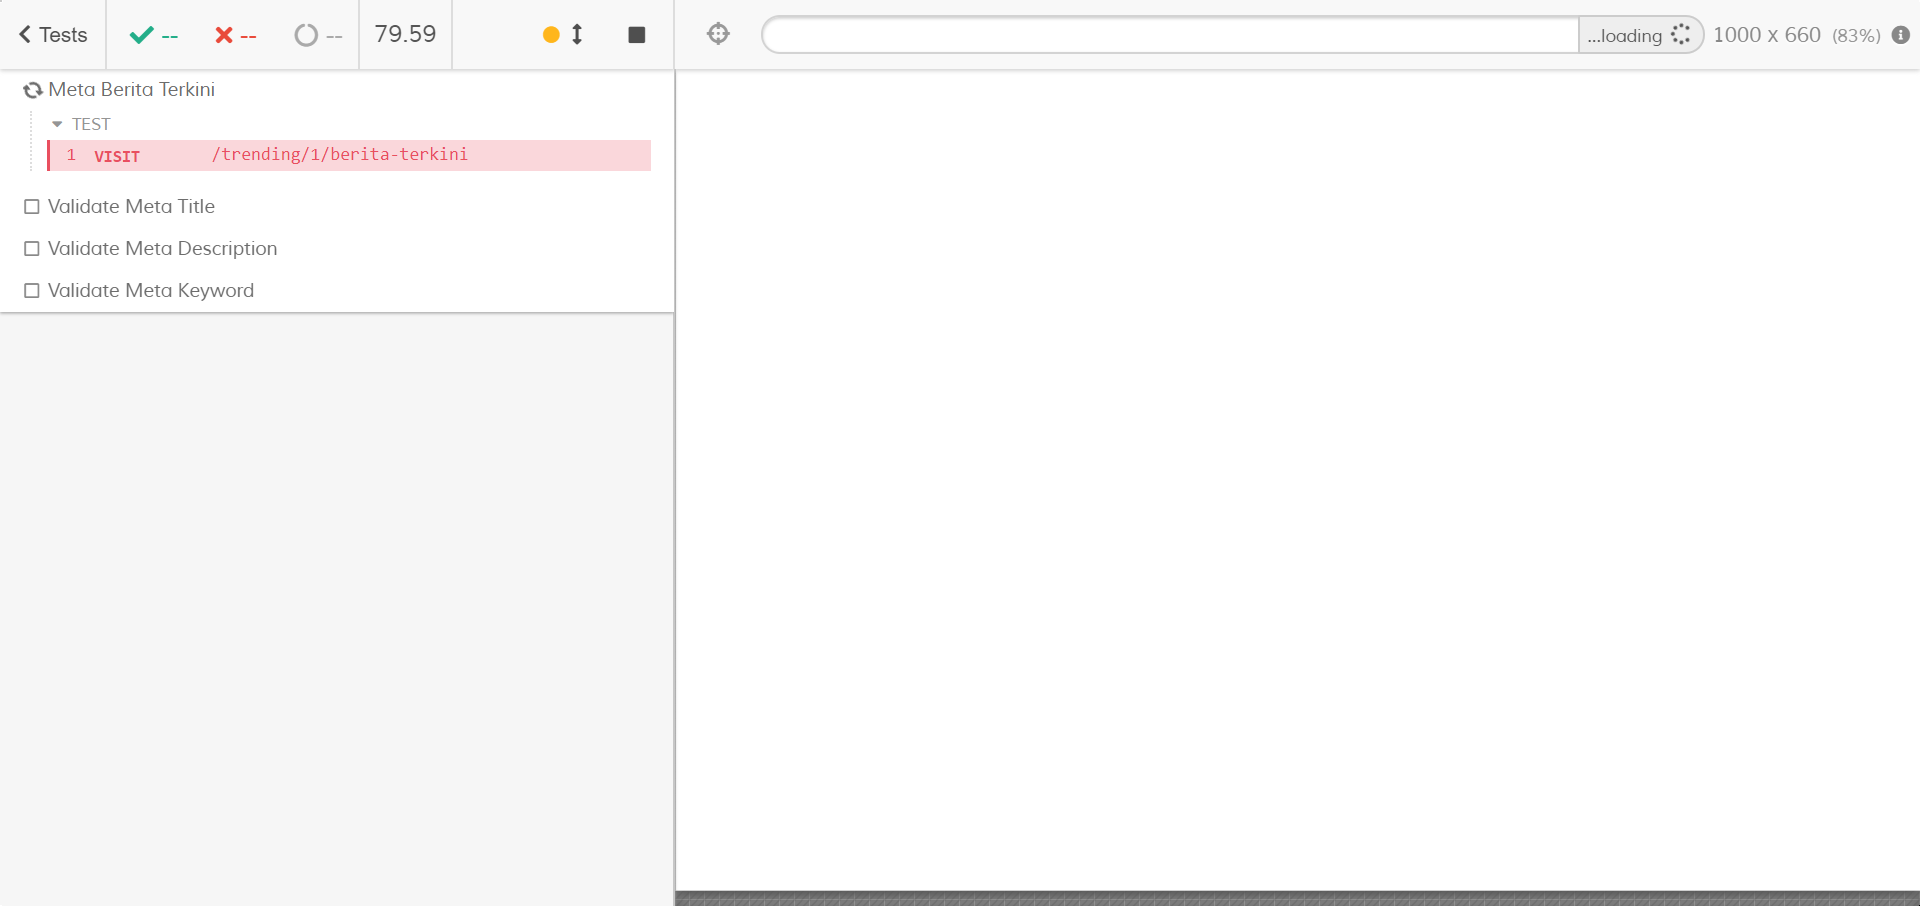 Tests -- -- -- 79.59 ...loading 1000 x 660 (83%)
Meta Berita Terkini
TEST
1 VISIT /trending/1/berita-terkini
Validate Meta Title
Validate Meta Description
Validate Meta Keyword